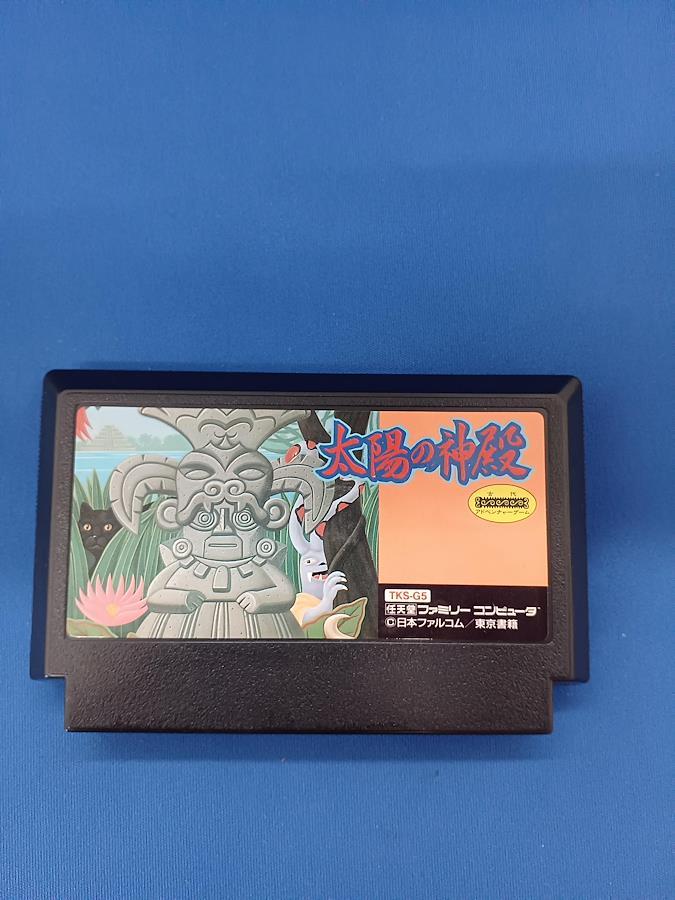 太陽の神殿
古代
アドベンチャーゲーム
TKS-G5
任天堂 ファミリー コンピュータ
©日本ファルコム／東京書籍